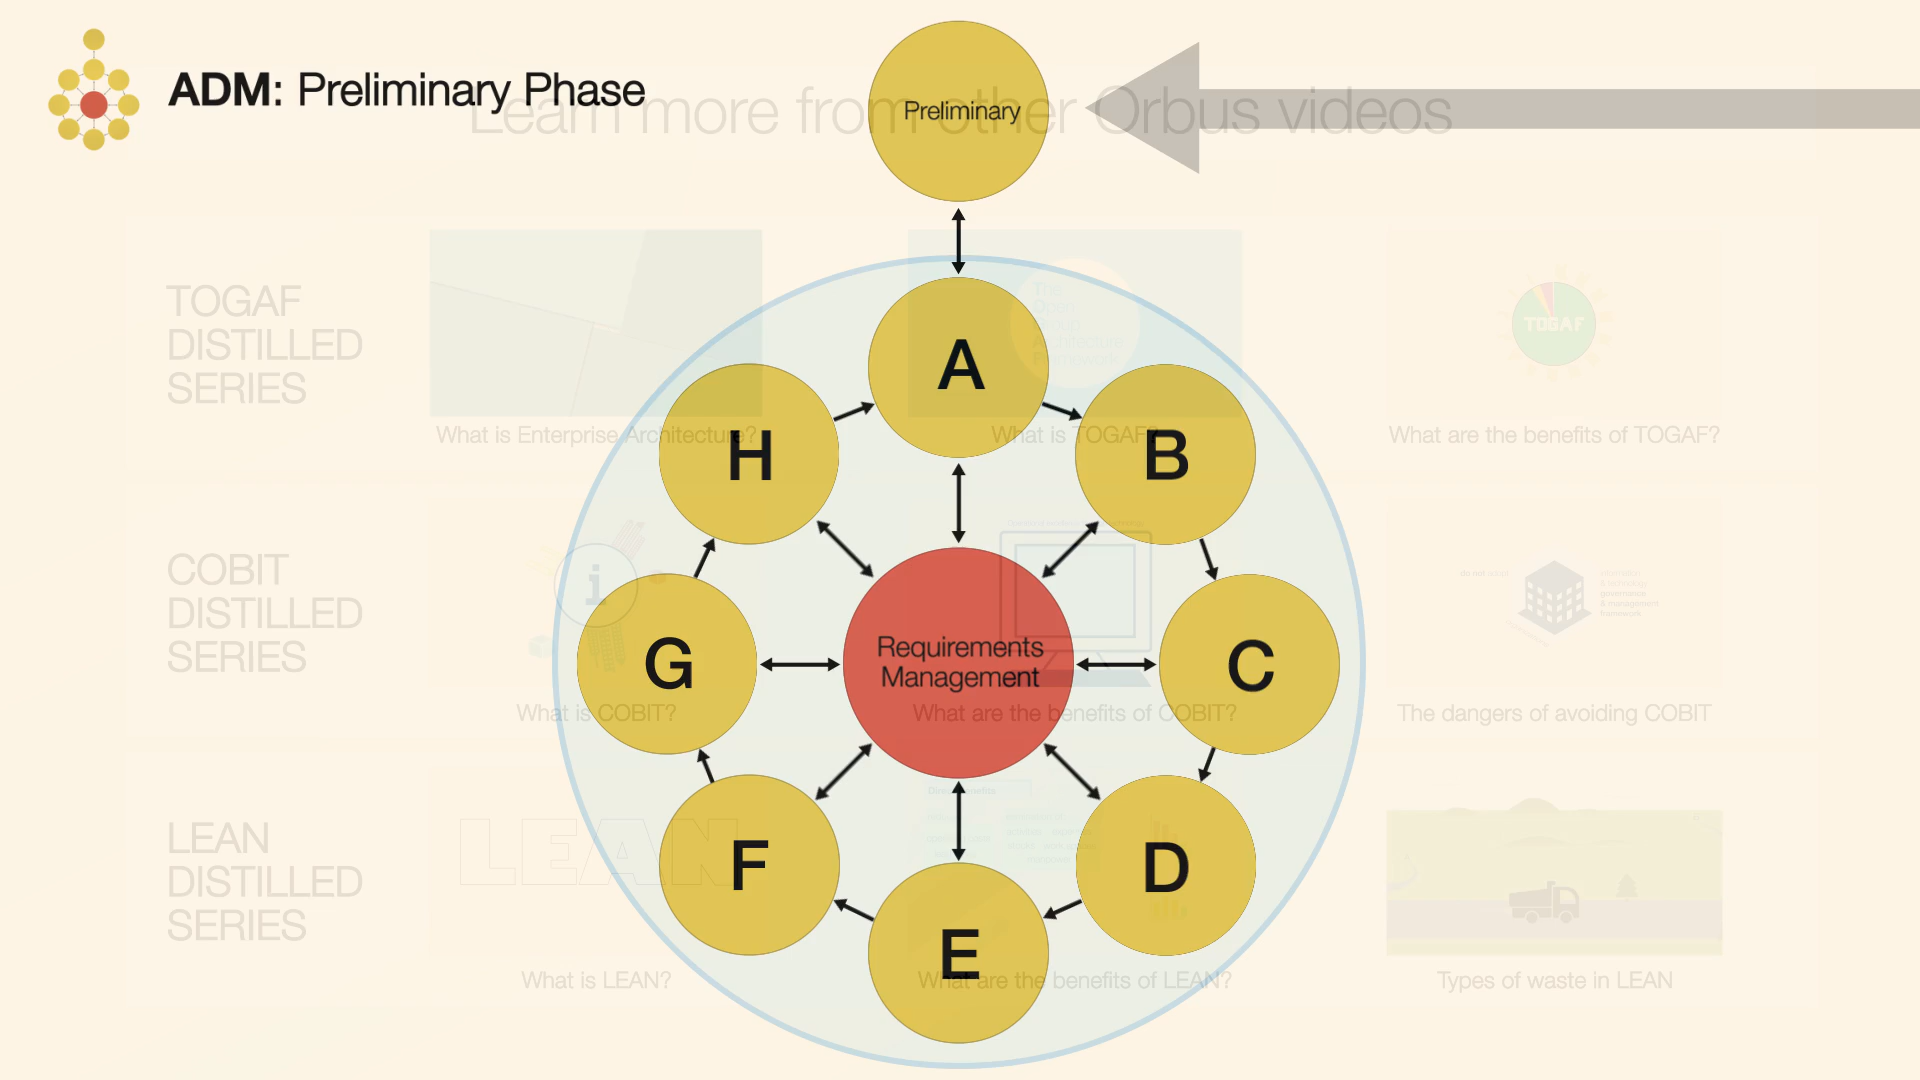 ADM: Preliminary Phase
Learn more from other Orbus videos
Preliminary
TOGAF
DISTILLED
SERIES
TOGAF
What is Enterprise Architecture?
What is TOGAF?
What are the benefits of TOGAF?
A
B
C
D
E
F
G
H
Requirements
Management
COBIT
DISTILLED
SERIES
i
What is COBIT?
What are the benefits of COBIT?
The dangers of avoiding COBIT
LEAN
DISTILLED
SERIES
LEAN
What is LEAN?
What are the benefits of LEAN?
Types of waste in LEAN